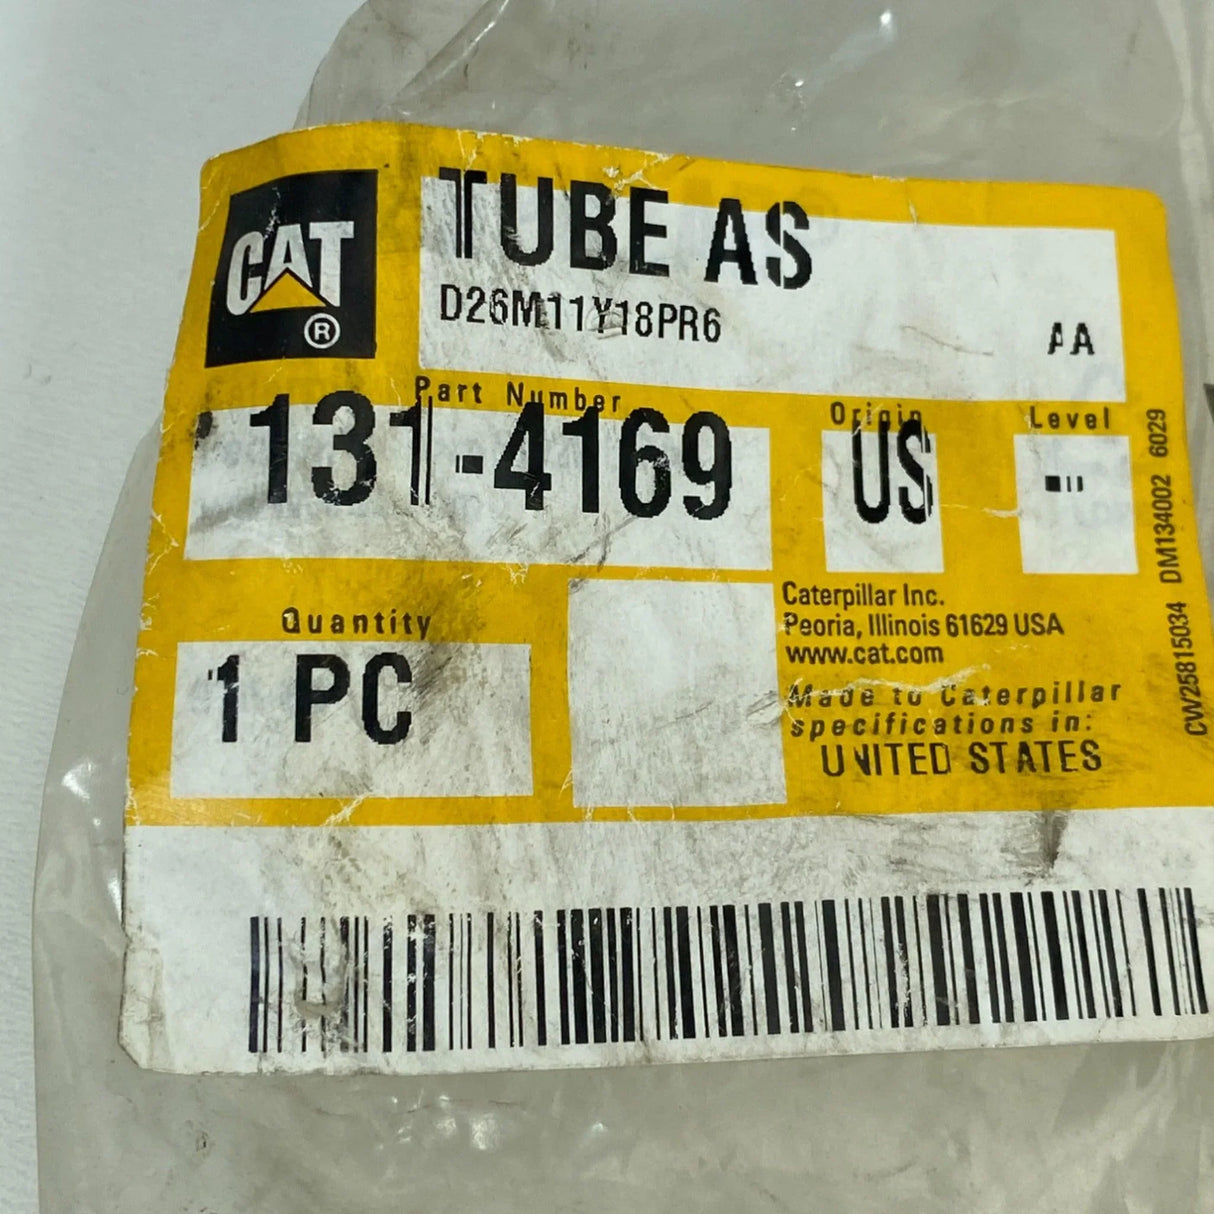 CAT
®
TUBE AS
D26M11Y18PR6
AA
Part Number
131-4169
Origin
US
Level
Quantity
1 PC
Caterpillar Inc.
Peoria, Illinois 61629 USA
www.cat.com
Made to Caterpillar
specifications in:
UNITED STATES
CW25815034 DM134002 6029